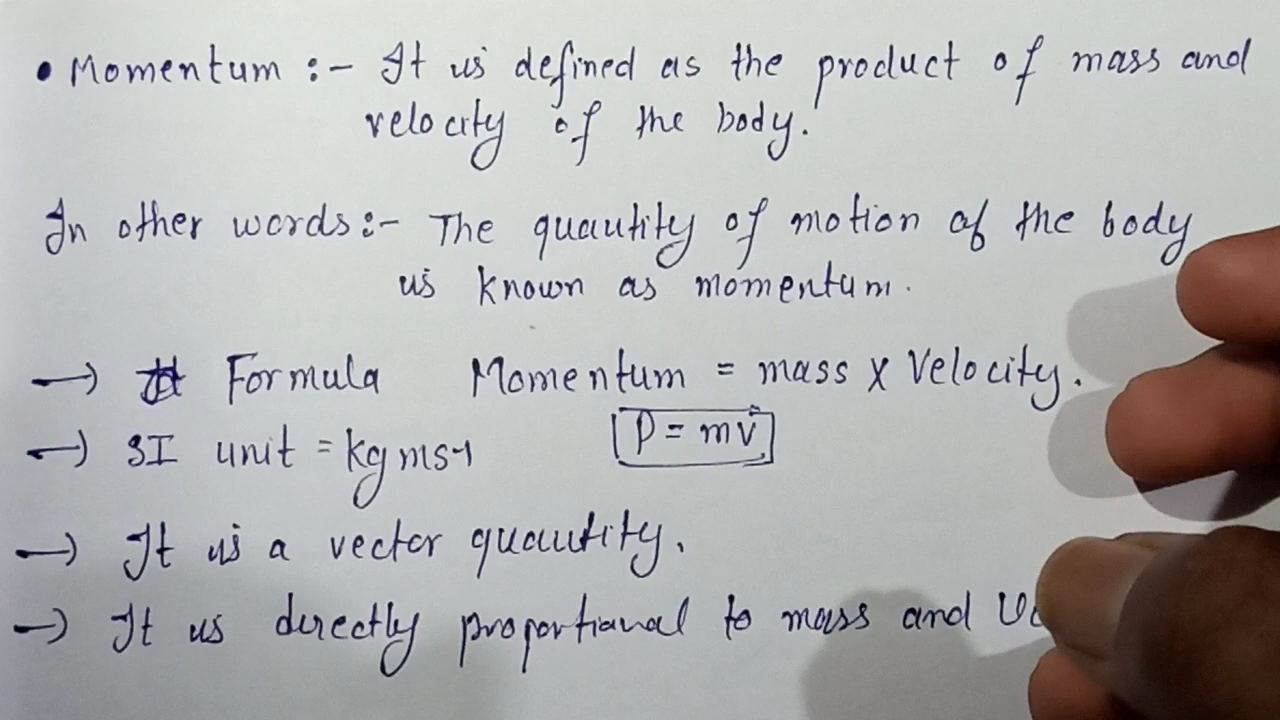 • Momentum :- It is defined as the product of mass and
velocity of the body.
In other words:- The quantity of motion of the body
is known as momentum.
→ Formula Momentum = mass x Velocity.
P = mv
→ SI unit = kg ms-1
→ It is a vector quantity.
→ It is directly proportional to mass and